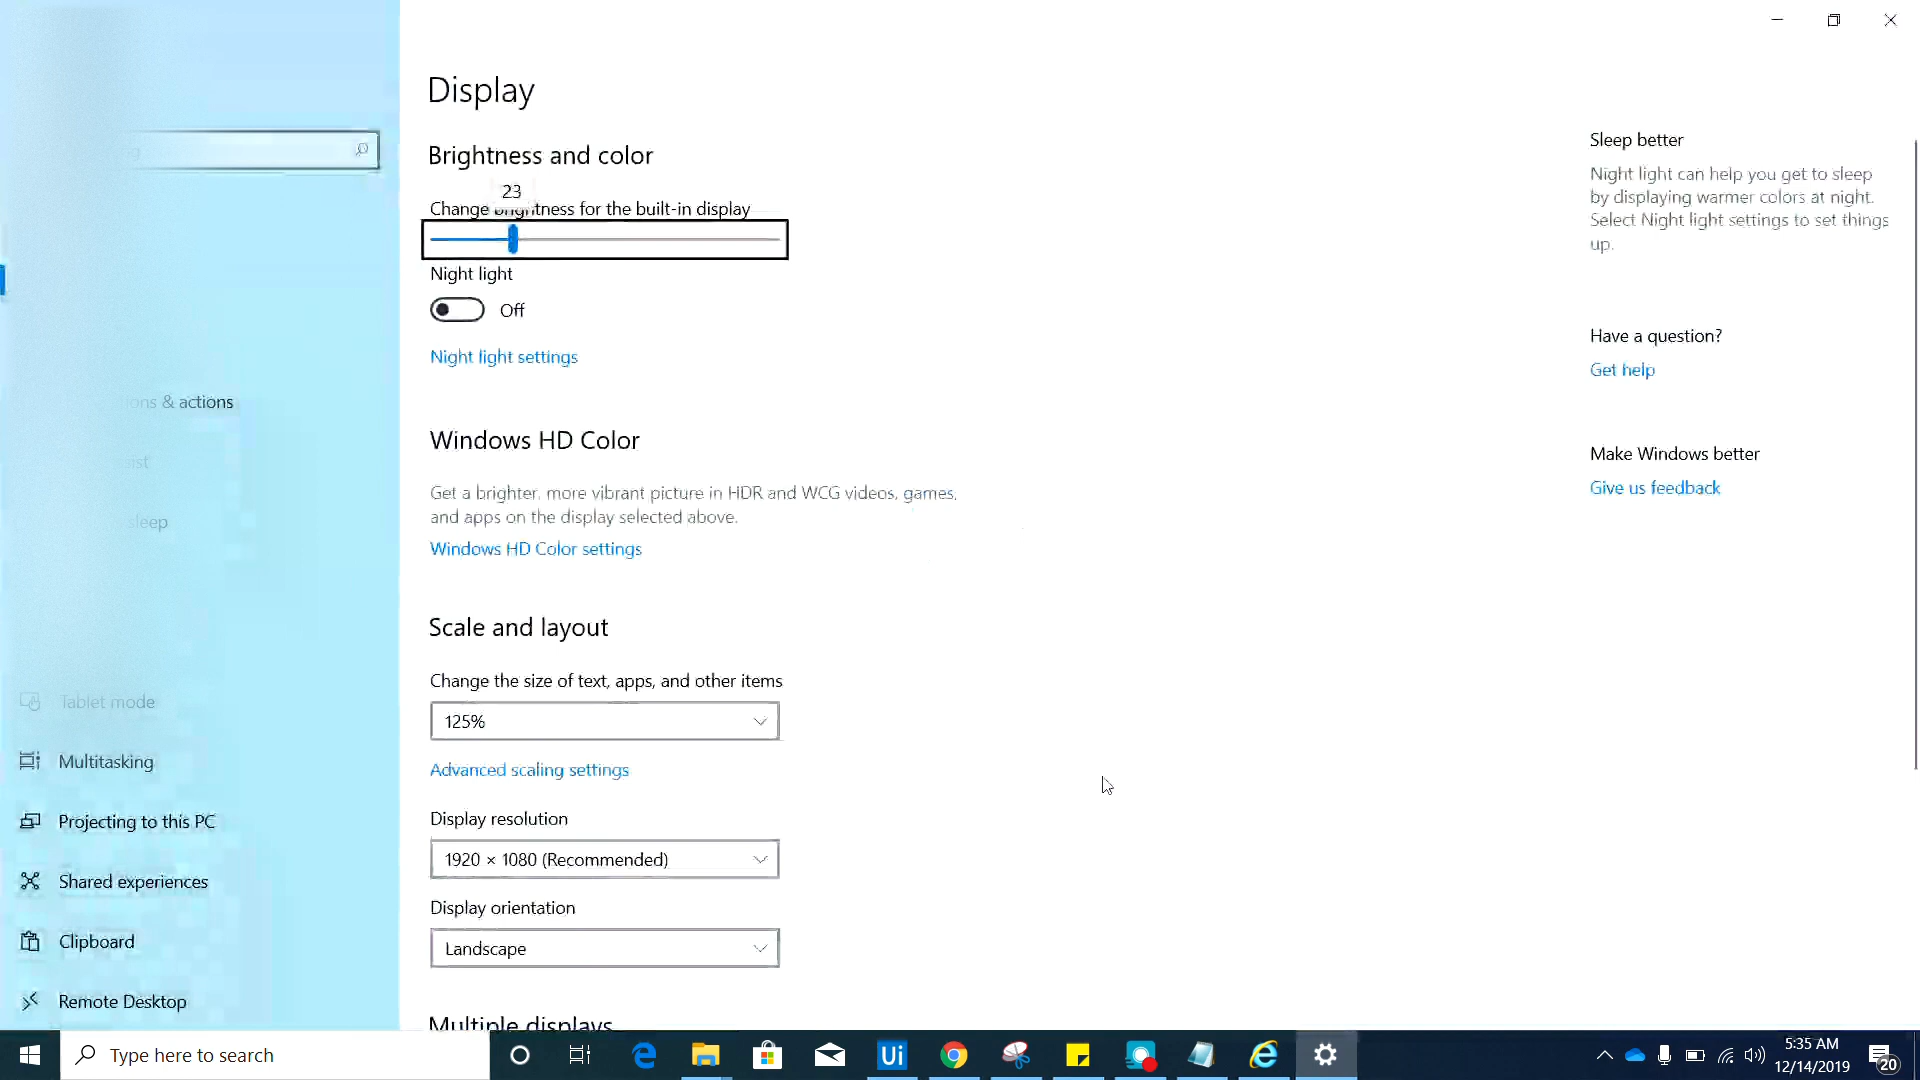 Display
Brightness and color
23
Change brightness for the built-in display
Night light
Off
Night light settings
Windows HD Color
Get a brighter, more vibrant picture in HDR and WCG videos, games,
and apps on the display selected above.
Windows HD Color settings
Scale and layout
Change the size of text, apps, and other items
125%
Advanced scaling settings
Display resolution
1920 × 1080 (Recommended)
Display orientation
Landscape
Multiple displays
Sleep better
Night light can help you get to sleep
by displaying warmer colors at night.
Select Night light settings to set things
up.
Have a question?
Get help
Make Windows better
Give us feedback
& actions
sleep
Tablet mode
Multitasking
Projecting to this PC
Shared experiences
Clipboard
Remote Desktop
Type here to search
Ui
5:35 AM
12/14/2019
20